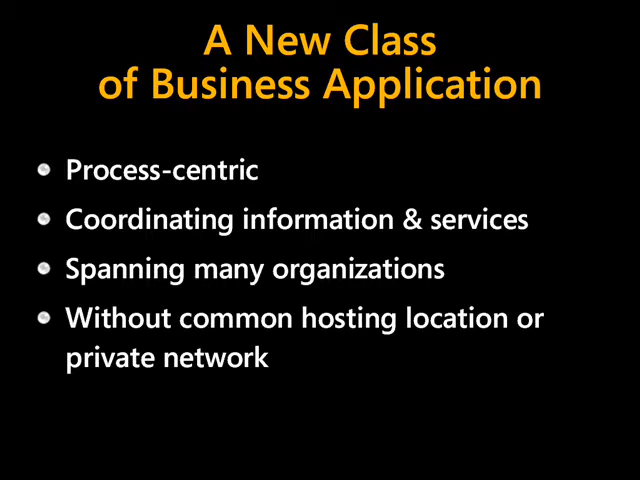 A New Class
of Business Application
Process-centric
Coordinating information & services
Spanning many organizations
Without common hosting location or
private network